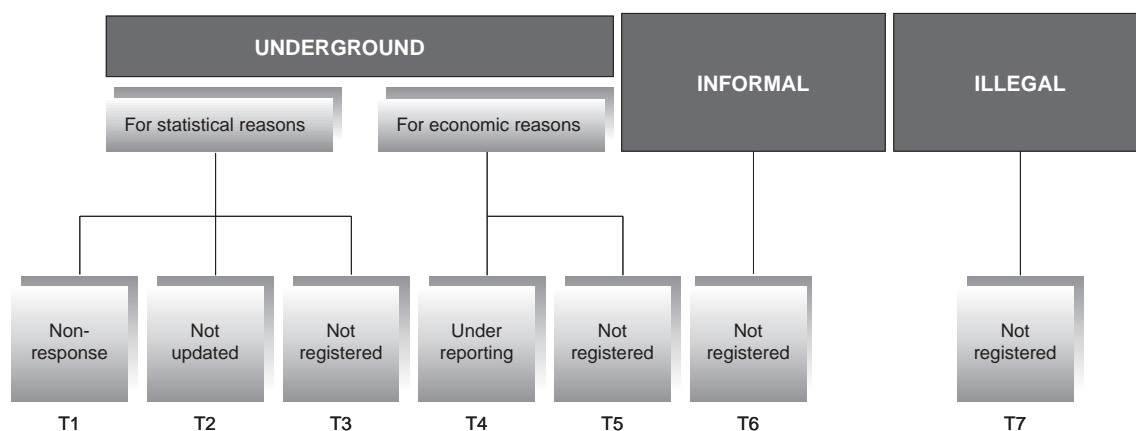 UNDERGROUND
INFORMAL
ILLEGAL
For statistical reasons
For economic reasons
Non-
response
Not
updated
Not
registered
Under
reporting
Not
registered
Not
registered
Not
registered
T1
T2
T3
T4
T5
T6
T7